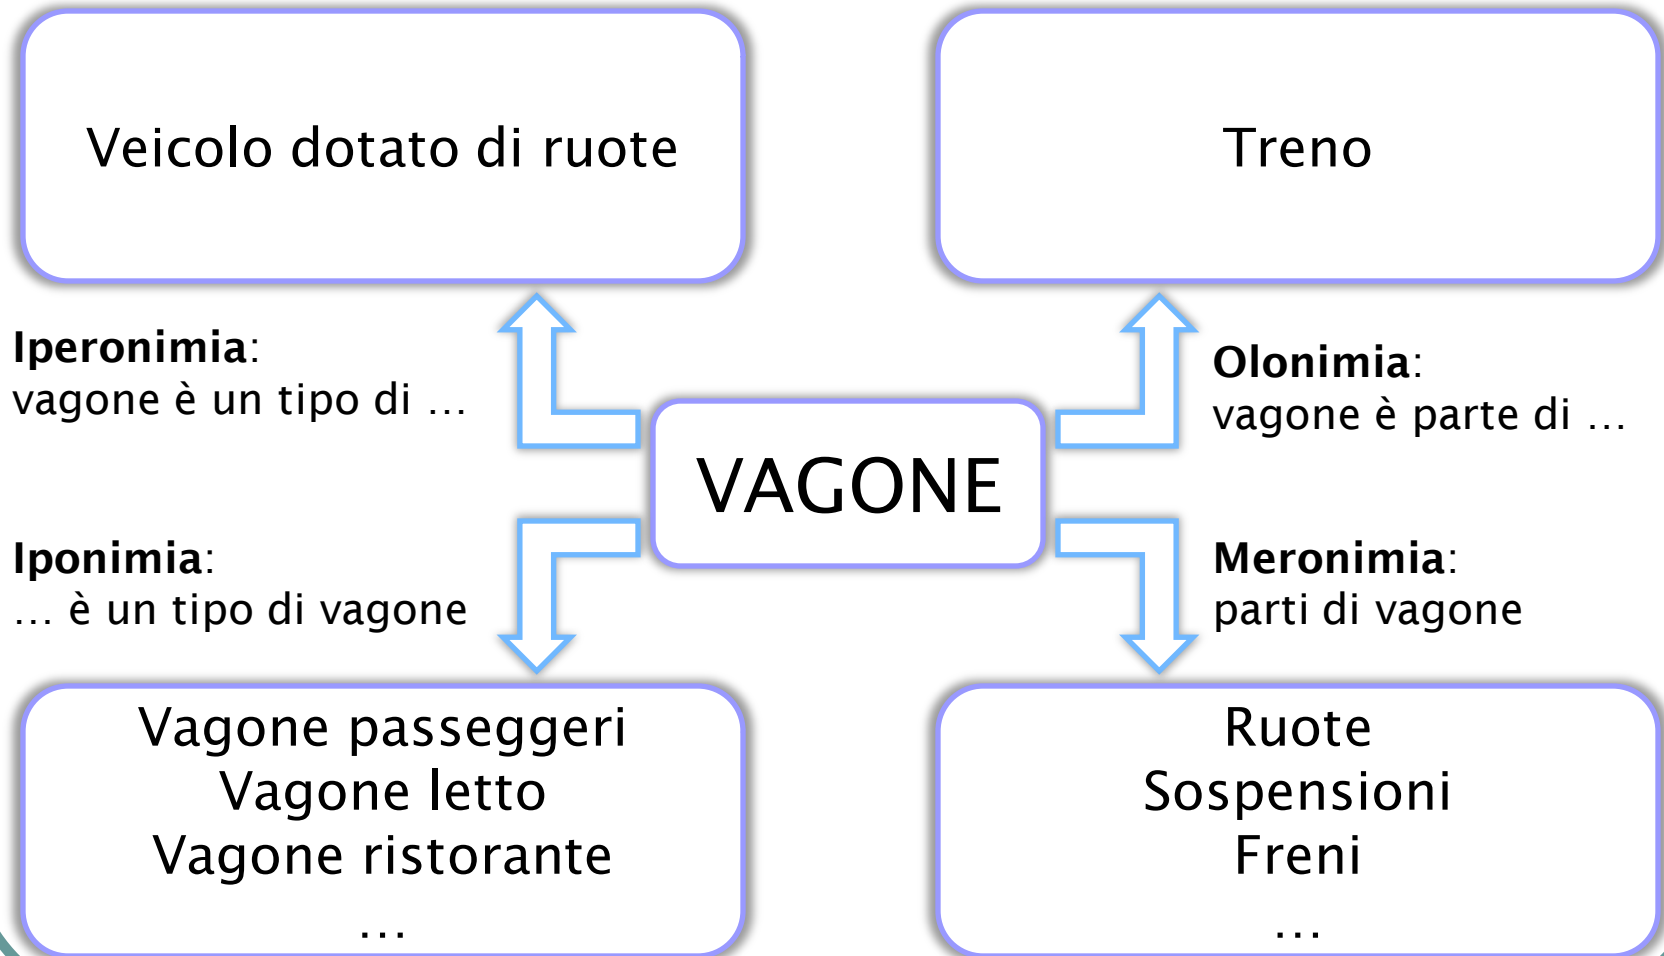 Veicolo dotato di ruote
Treno
Iperonimia:
vagone è un tipo di …
Olonimia:
vagone è parte di …
VAGONE
Iponimia:
… è un tipo di vagone
Meronimia:
parti di vagone
Vagone passeggeri
Vagone letto
Vagone ristorante
…
Ruote
Sospensioni
Freni
…